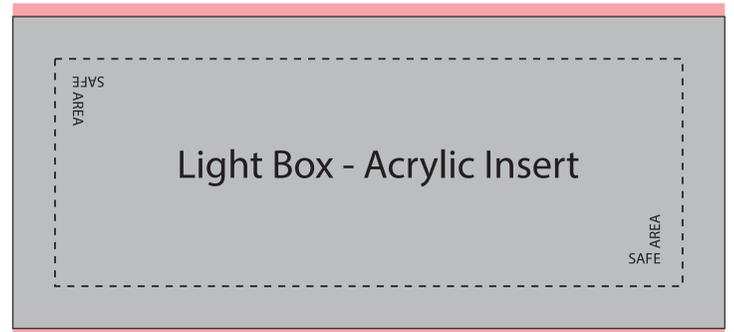 SAFE
AREA
Light Box - Acrylic Insert
AREA
SAFE